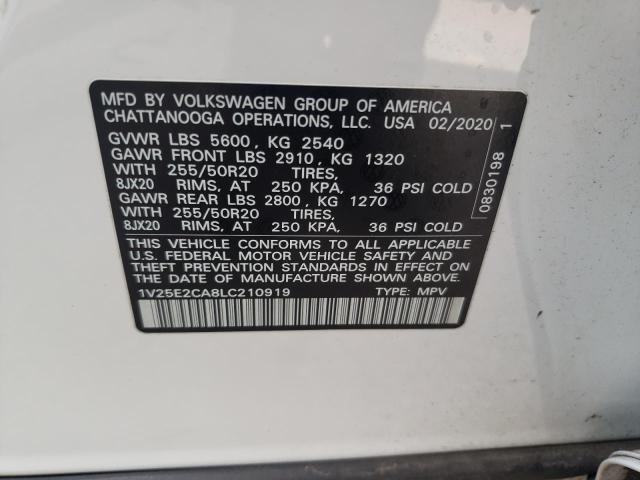 MFD BY VOLKSWAGEN GROUP OF AMERICA
CHATTANOOGA OPERATIONS, LLC. USA 02/2020
GVWR LBS 5600, KG 2540
GAWR FRONT LBS 2910, KG 1320
WITH 255/50R20 TIRES,
8JX20 RIMS, AT 250 KPA, 36 PSI COLD
GAWR REAR LBS 2800, KG 1270
WITH 255/50R20 TIRES,
8JX20 RIMS, AT 250 KPA, 36 PSI COLD
THIS VEHICLE CONFORMS TO ALL APPLICABLE
U.S. FEDERAL MOTOR VEHICLE SAFETY AND
THEFT PREVENTION STANDARDS IN EFFECT
ON THE DATE OF MANUFACTURE SHOWN ABOVE.
1V25E2CA8LC210919 TYPE: MPV
0830198 1